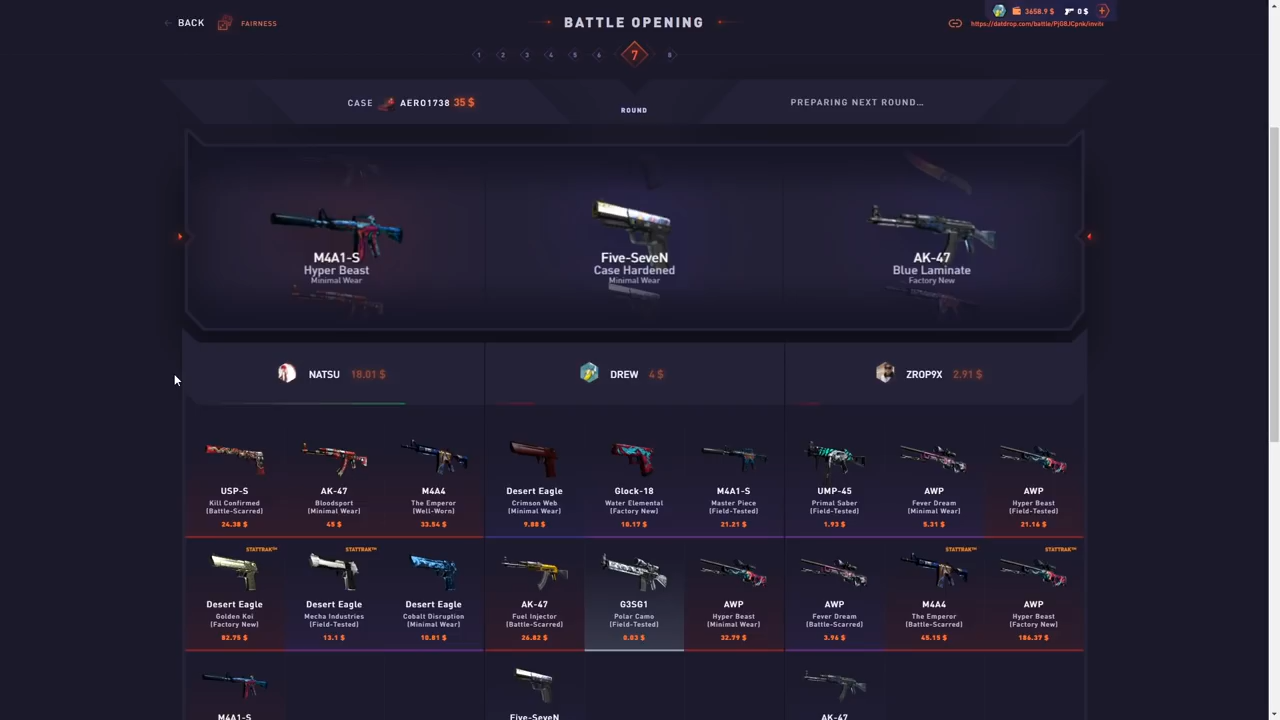 BACK
FAIRNESS
BATTLE OPENING
3658.9 $
0 $
1 2 3 4 5 6 7 8
CASE AERO1738 35 $
ROUND
PREPARING NEXT ROUND...
M4A1-S
Hyper Beast
Minimal Wear
Five-SeveN
Case Hardened
Minimal Wear
AK-47
Blue Laminate
Factory New
NATSU 18.01 $
DREW 4 $
ZROP9X 2.91 $
USP-S
Kill Confirmed
(Battle-Scarred)
24.38 $
AK-47
Bloodsport
(Minimal Wear)
45 $
M4A4
The Emperor
(Well-Worn)
33.54 $
Desert Eagle
Crimson Web
(Minimal Wear)
9.88 $
Glock-18
Water Elemental
(Factory New)
10.17 $
M4A1-S
Master Piece
(Field-Tested)
21.21 $
UMP-45
Primal Saber
(Field-Tested)
1.93 $
AWP
Fever Dream
(Minimal Wear)
5.31 $
AWP
Hyper Beast
(Field-Tested)
21.16 $
STATTRAK™
Desert Eagle
Golden Koi
(Factory New)
82.75 $
STATTRAK™
Desert Eagle
Mecha Industries
(Field-Tested)
13.1 $
Desert Eagle
Cobalt Disruption
(Minimal Wear)
10.81 $
AK-47
Fuel Injector
(Battle-Scarred)
26.82 $
G3SG1
Polar Camo
(Field-Tested)
0.03 $
AWP
Hyper Beast
(Minimal Wear)
32.79 $
AWP
Fever Dream
(Battle-Scarred)
3.94 $
STATTRAK™
M4A4
The Emperor
(Battle-Scarred)
45.15 $
STATTRAK™
AWP
Hyper Beast
(Factory New)
186.37 $
M4A1-S
Five-SeveN
AK-47